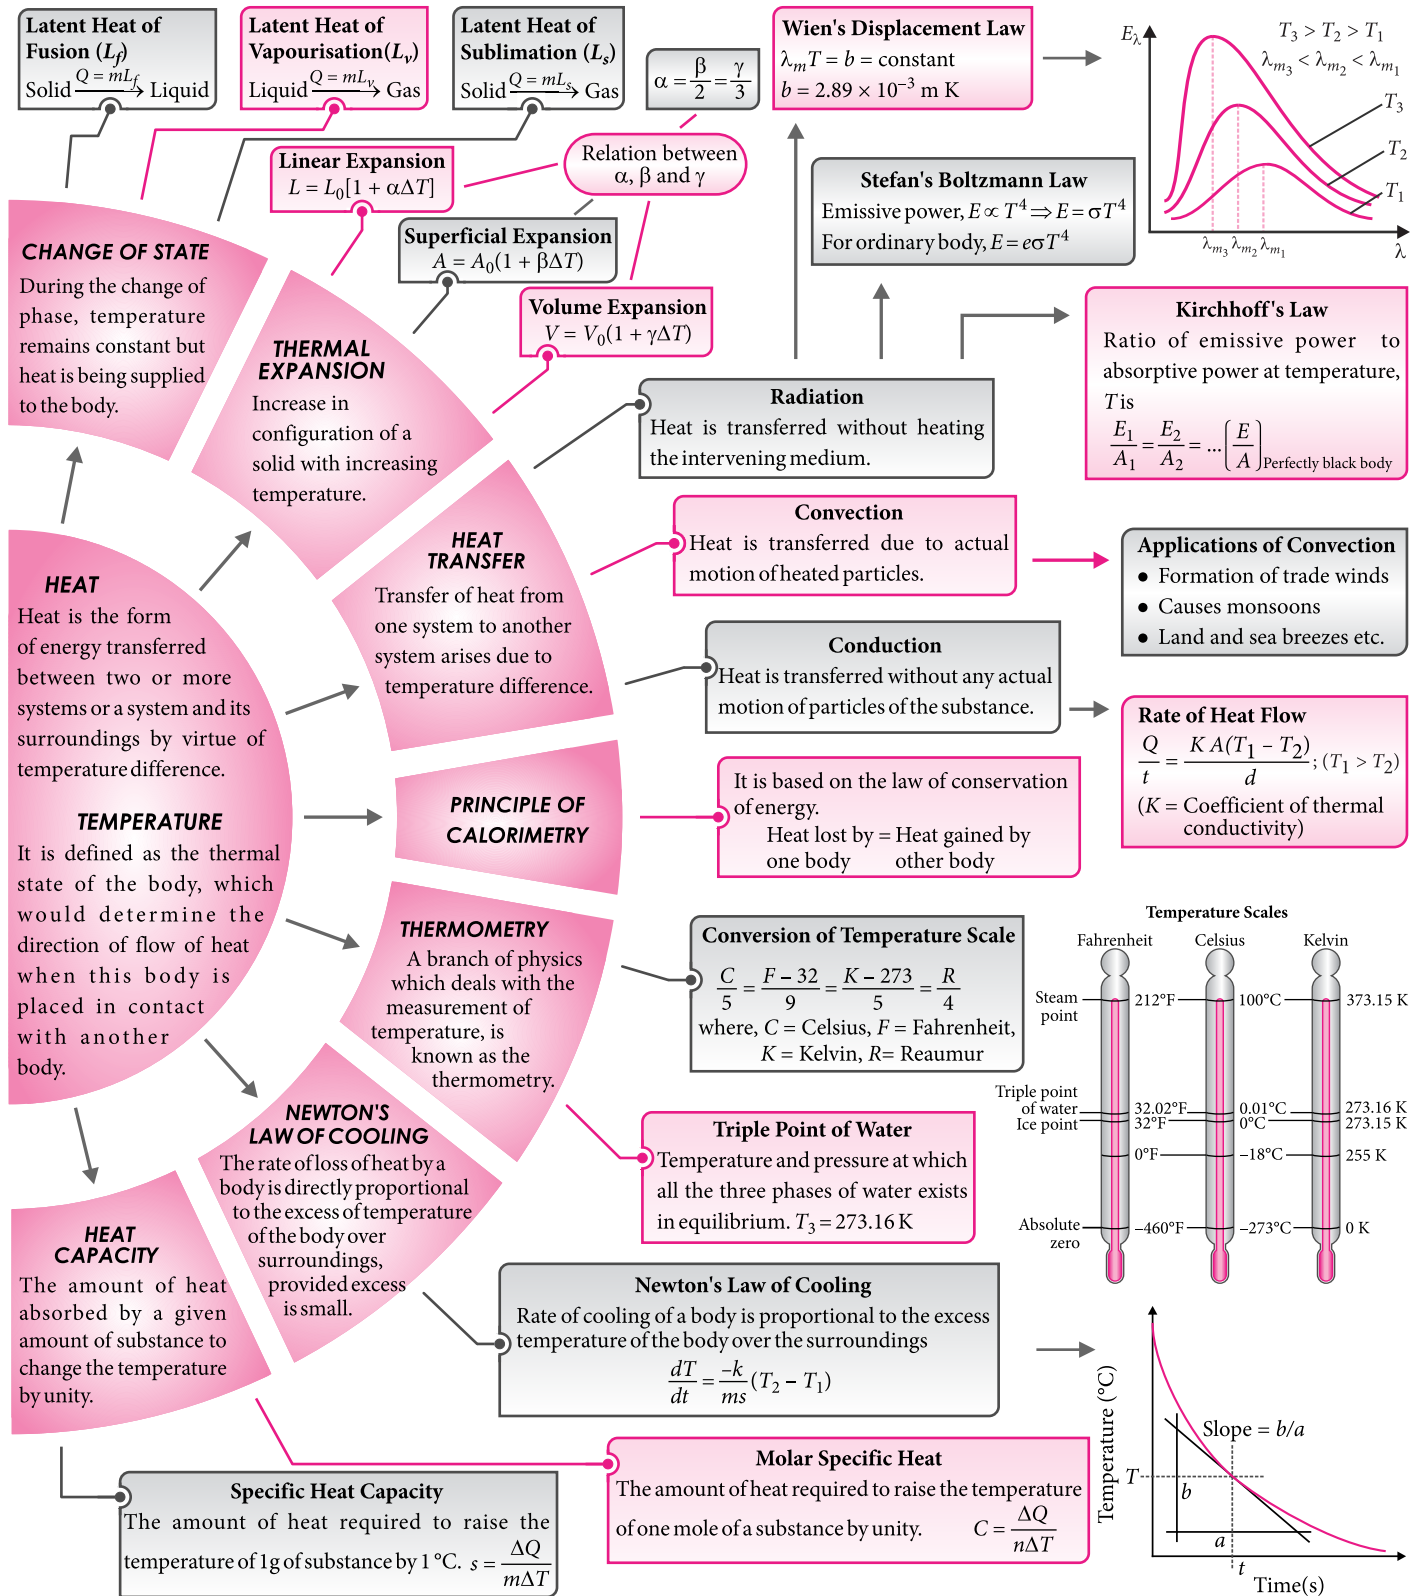 Latent Heat of
Fusion (L_f)
Solid —Q = mL_f→ Liquid
Latent Heat of
Vapourisation(L_v)
Liquid —Q = mL_v→ Gas
Latent Heat of
Sublimation (L_s)
Solid —Q = mL_s→ Gas
α = β/2 = γ/3
Relation between
α, β and γ
Linear Expansion
L = L₀[1 + αΔT]
Superficial Expansion
A = A₀(1 + βΔT)
Volume Expansion
V = V₀(1 + γΔT)
Wien's Displacement Law
λ_m T = b = constant
b = 2.89 × 10⁻³ m K
E_λ
T₃ > T₂ > T₁
λ_m₃ < λ_m₂ < λ_m₁
T₃
T₂
T₁
λ_m₃ λ_m₂ λ_m₁
λ
Stefan's Boltzmann Law
Emissive power, E ∝ T⁴ ⇒ E = σT⁴
For ordinary body, E = eσT⁴
Kirchhoff's Law
Ratio of emissive power to
absorptive power at temperature,
T is
E₁/A₁ = E₂/A₂ = ... (E/A) Perfectly black body
CHANGE OF STATE
During the change of
phase, temperature
remains constant but
heat is being supplied
to the body.
THERMAL
EXPANSION
Increase in
configuration of a
solid with increasing
temperature.
HEAT
TRANSFER
Transfer of heat from
one system to another
system arises due to
temperature difference.
Radiation
Heat is transferred without heating
the intervening medium.
Convection
Heat is transferred due to actual
motion of heated particles.
Applications of Convection
● Formation of trade winds
● Causes monsoons
● Land and sea breezes etc.
Conduction
Heat is transferred without any actual
motion of particles of the substance.
Rate of Heat Flow
Q/t = K A(T₁ – T₂)/d ; (T₁ > T₂)
(K = Coefficient of thermal
conductivity)
HEAT
Heat is the form
of energy transferred
between two or more
systems or a system and its
surroundings by virtue of
temperature difference.
TEMPERATURE
It is defined as the thermal
state of the body, which
would determine the
direction of flow of heat
when this body is
placed in contact
with another
body.
PRINCIPLE OF
CALORIMETRY
It is based on the law of conservation
of energy.
Heat lost by = Heat gained by
one body other body
THERMOMETRY
A branch of physics
which deals with the
measurement of
temperature, is
known as the
thermometry.
Conversion of Temperature Scale
C/5 = (F – 32)/9 = (K – 273)/5 = R/4
where, C = Celsius, F = Fahrenheit,
K = Kelvin, R= Reaumur
Triple Point of Water
Temperature and pressure at which
all the three phases of water exists
in equilibrium. T₃ = 273.16 K
Temperature Scales
Fahrenheit Celsius Kelvin
Steam
point
212°F 100°C 373.15 K
Triple point
of water
32.02°F 0.01°C 273.16 K
Ice point 32°F 0°C 273.15 K
0°F –18°C 255 K
Absolute
zero
–460°F –273°C 0 K
NEWTON'S
LAW OF COOLING
The rate of loss of heat by a
body is directly proportional
to the excess of temperature
of the body over
surroundings,
provided excess
is small.
Newton's Law of Cooling
Rate of cooling of a body is proportional to the excess
temperature of the body over the surroundings
dT/dt = –k/ms (T₂ – T₁)
Temperature (°C)
Slope = b/a
T
b
a
t
Time(s)
HEAT
CAPACITY
The amount of heat
absorbed by a given
amount of substance to
change the temperature
by unity.
Molar Specific Heat
The amount of heat required to raise the temperature
of one mole of a substance by unity. C = ΔQ/nΔT
Specific Heat Capacity
The amount of heat required to raise the
temperature of 1g of substance by 1 °C. s = ΔQ/mΔT